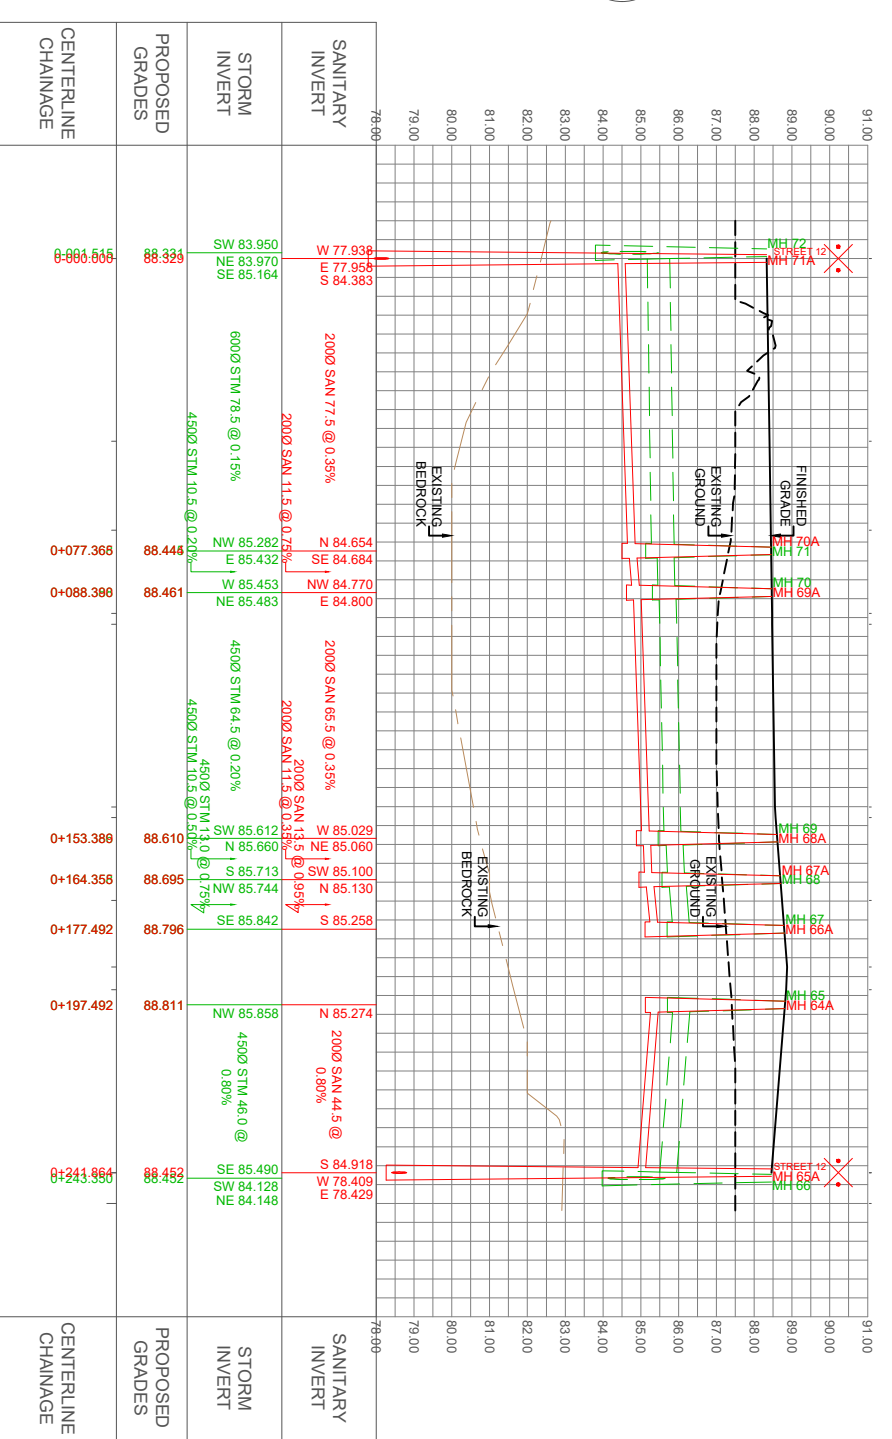 91.00
90.00
89.00
88.00
87.00
86.00
85.00
84.00
83.00
82.00
81.00
80.00
79.00
78.00
91.00
90.00
89.00
88.00
87.00
86.00
85.00
84.00
83.00
82.00
81.00
80.00
79.00
78.00
MH 72
STREET 12
MH 71A
MH 70A
MH 71
MH 70
MH 69A
MH 69
MH 68A
MH 67A
MH 68
MH 67
MH 66A
MH 65
MH 64A
STREET 12
MH 65A
MH 66
FINISHED
GRADE
EXISTING
GROUND
EXISTING
BEDROCK
EXISTING
GROUND
EXISTING
BEDROCK
SANITARY
INVERT
W 77.938
E 77.958
S 84.383
200Ø SAN 77.5 @ 0.35%
N 84.654
SE 84.684
200Ø SAN 11.5 @ 0.75%
NW 84.770
E 84.800
200Ø SAN 65.5 @ 0.35%
W 85.029
NE 85.060
200Ø SAN 11.5 @ 0.35%
SW 85.100
N 85.130
200Ø SAN 13.5 @ 0.95%
S 85.258
N 85.274
200Ø SAN 44.5 @
0.80%
S 84.918
W 78.409
E 78.429
SANITARY
INVERT
STORM
INVERT
SW 83.950
NE 83.970
SE 85.164
600Ø STM 78.5 @ 0.15%
NW 85.282
E 85.432
450Ø STM 10.5 @ 0.20%
W 85.453
NE 85.483
450Ø STM 64.5 @ 0.20%
SW 85.612
N 85.660
450Ø STM 10.5 @ 0.50%
S 85.713
NW 85.744
450Ø STM 13.0 @ 0.75%
SE 85.842
NW 85.858
450Ø STM 46.0 @
0.80%
SE 85.490
SW 84.128
NE 84.148
STORM
INVERT
PROPOSED
GRADES
88.331
88.329
88.461
88.610
88.695
88.796
88.811
88.452
88.452
PROPOSED
GRADES
CENTERLINE
CHAINAGE
0-001.515
0-000.000
0+177.492
0+197.492
0+241.864
0+243.350
CENTERLINE
CHAINAGE